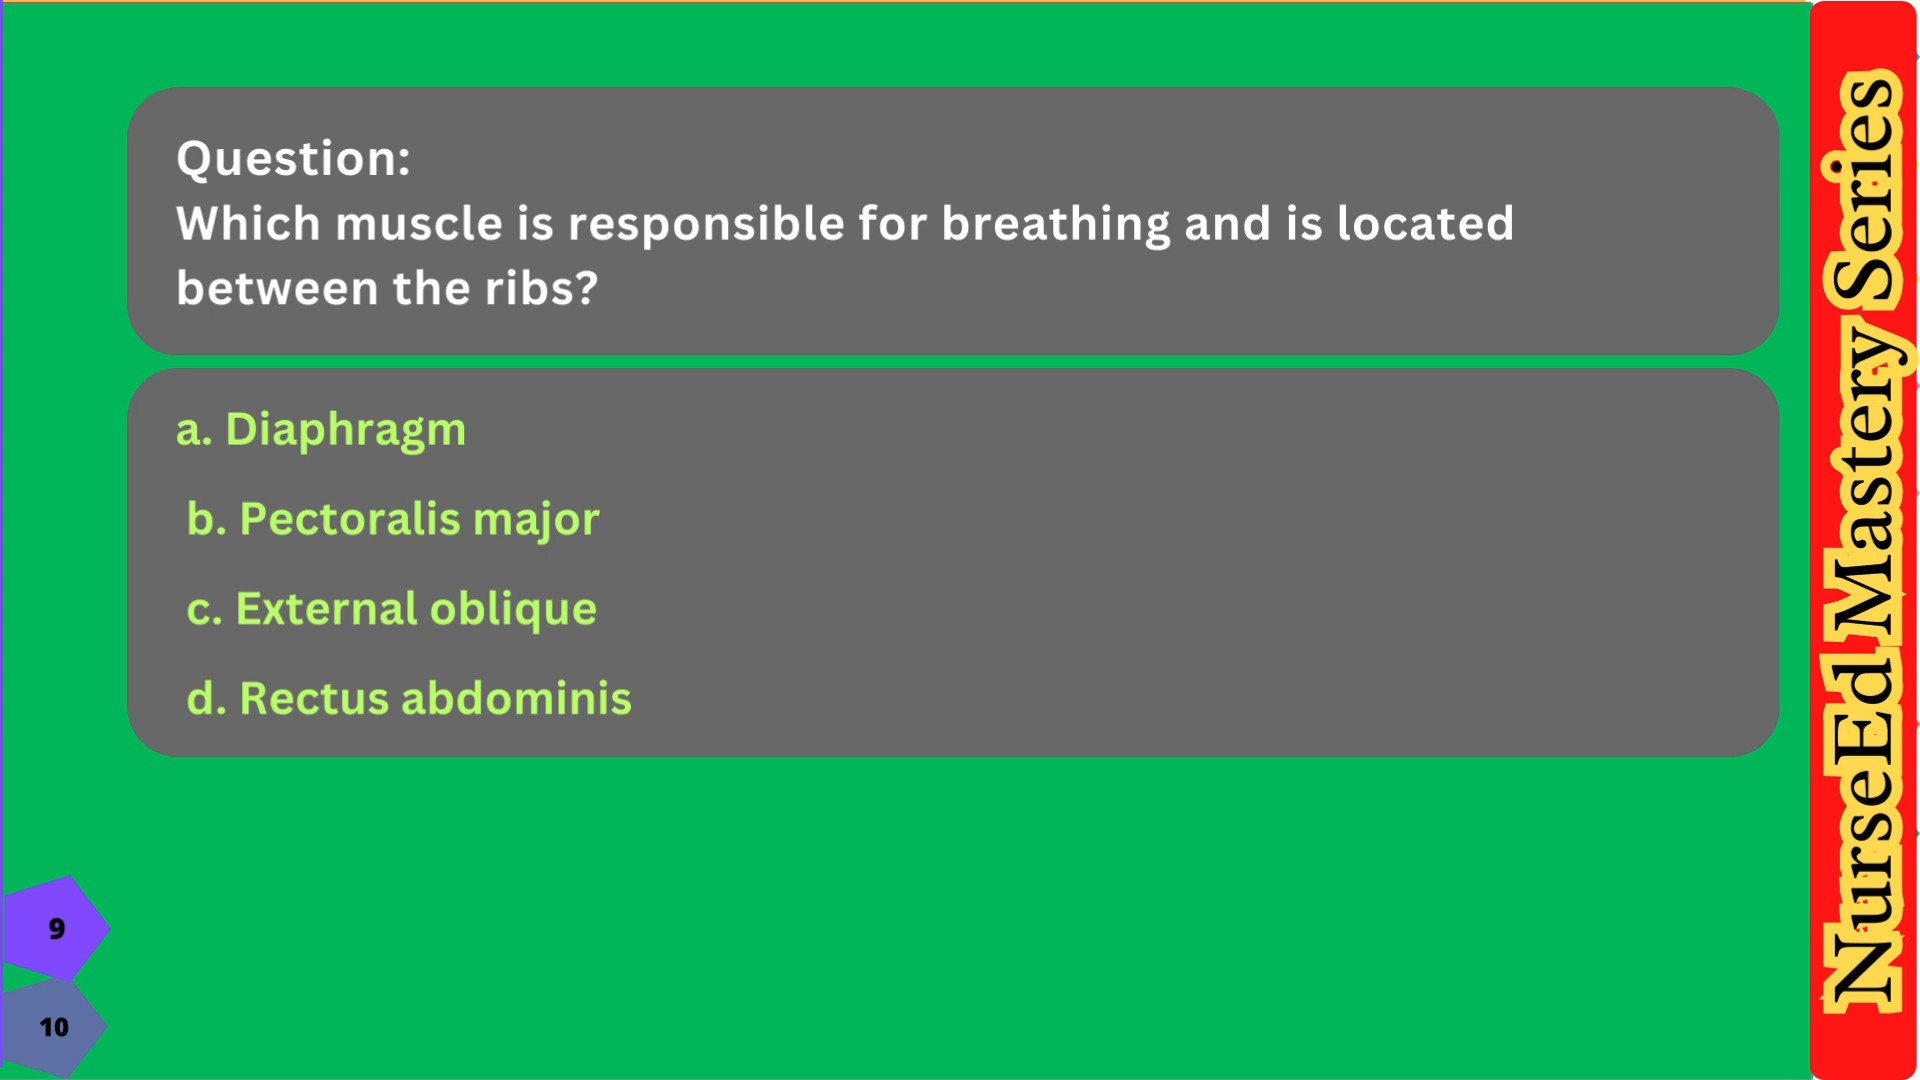 Question:
Which muscle is responsible for breathing and is located
between the ribs?
a. Diaphragm
b. Pectoralis major
c. External oblique
d. Rectus abdominis
9
10
NurseEd Mastery Series